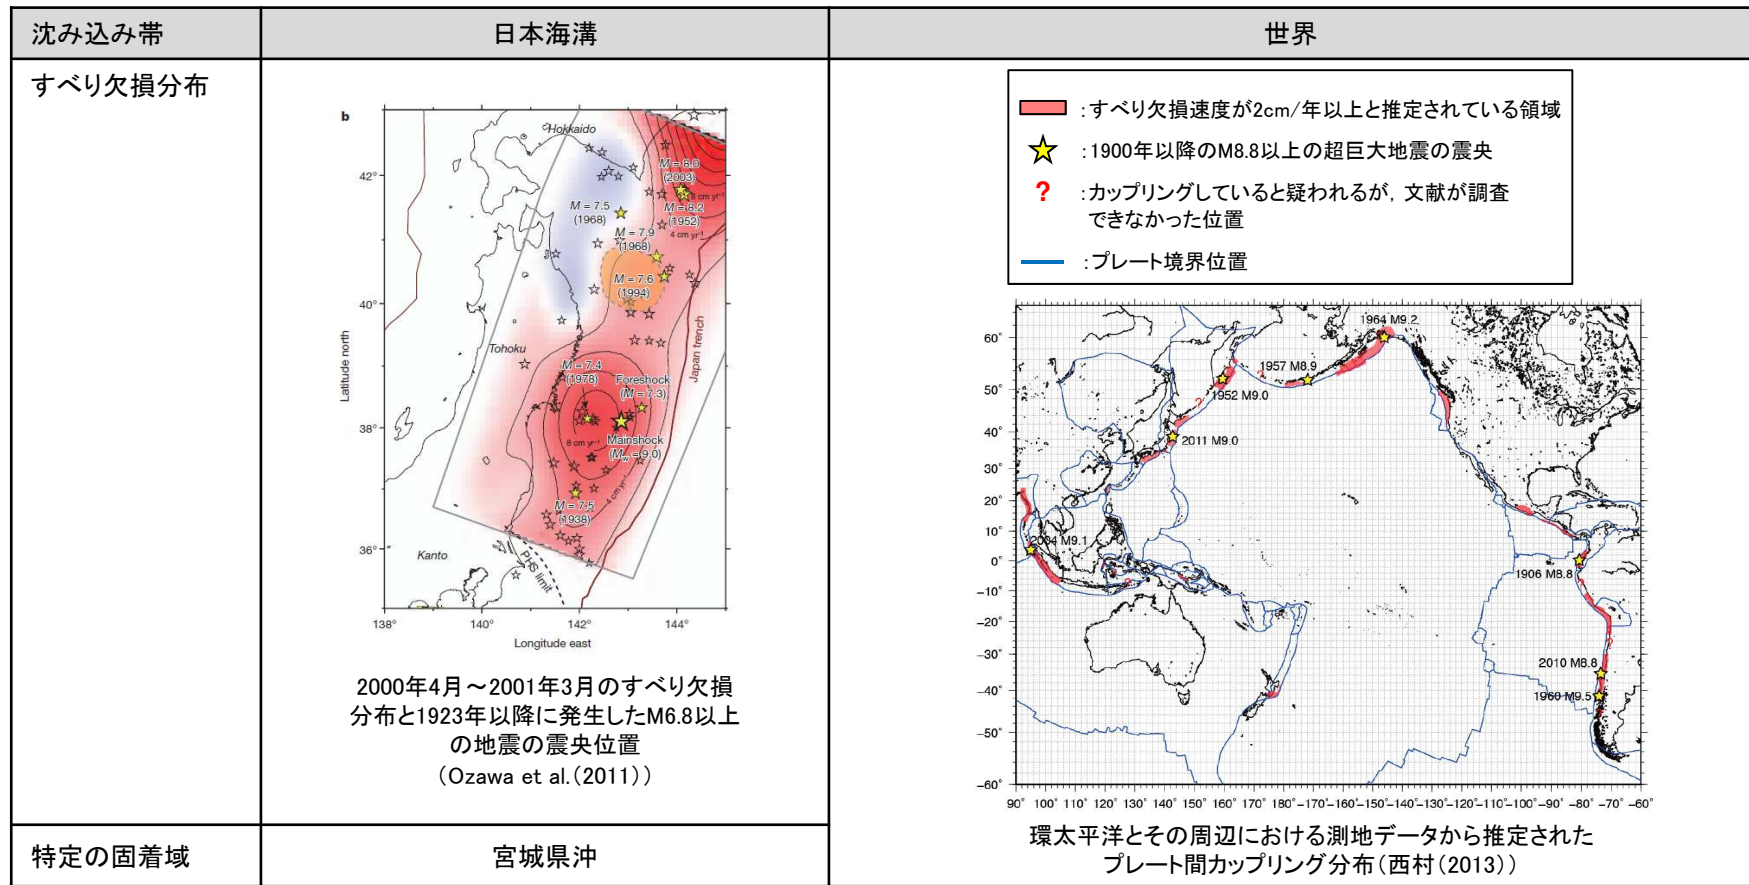 沈み込み帯
日本海溝
世界
すべり欠損分布
b
Hokkaido
M = 8.0
(2003)
8 cm yr⁻¹
M = 8.2
(1952)
4 cm yr⁻¹
M = 7.5
(1968)
M = 7.9
(1968)
M = 7.6
(1994)
Tohoku
Japan trench
M = 7.4
(1978)
Foreshock
(M = 7.3)
8 cm yr⁻¹
Mainshock
(Mw = 9.0)
4 cm yr⁻¹
M = 7.5
(1938)
Kanto
PHS limit
42°
40°
38°
36°
Latitude north
138°
140°
142°
144°
Longitude east
2000年4月~2001年3月のすべり欠損
分布と1923年以降に発生したM6.8以上
の地震の震央位置
(Ozawa et al.(2011))
:すべり欠損速度が2cm/年以上と推定されている領域
:1900年以降のM8.8以上の超巨大地震の震央
? :カップリングしていると疑われるが,文献が調査
できなかった位置
:プレート境界位置
1964 M9.2
1957 M8.9
1952 M9.0
2011 M9.0
2004 M9.1
1906 M8.8
2010 M8.8
1960 M9.5
?
?
?
?
?
60°
50°
40°
30°
20°
10°
0°
-10°
-20°
-30°
-40°
-50°
-60°
90° 100° 110° 120° 130° 140° 150° 160° 170° 180° -170° -160° -150° -140° -130° -120° -110° -100° -90° -80° -70° -60°
環太平洋とその周辺における測地データから推定された
プレート間カップリング分布(西村(2013))
特定の固着域
宮城県沖